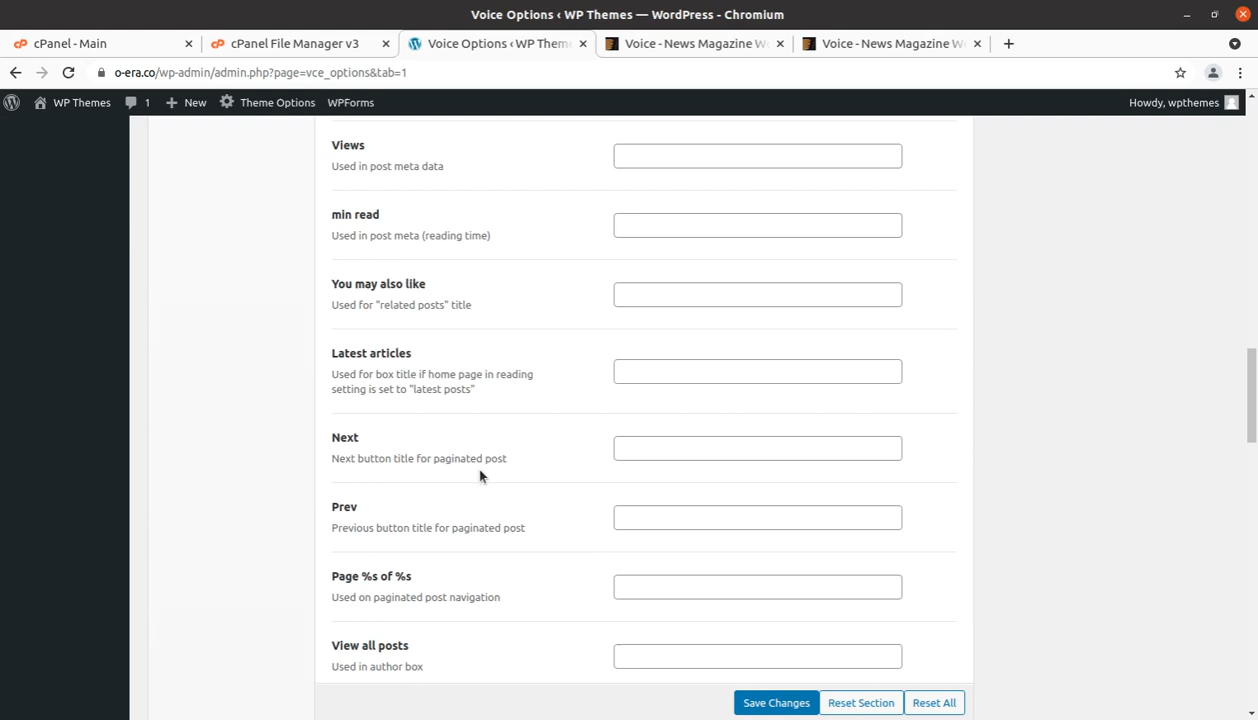 Voice Options ‹ WP Themes — WordPress - Chromium
cPanel - Main
cPanel File Manager v3
Voice Options ‹ WP Them
Voice - News Magazine W
Voice - News Magazine W
o-era.co/wp-admin/admin.php?page=vce_options&tab=1
WP Themes
1
New
Theme Options
WPForms
Howdy, wpthemes
Views
Used in post meta data
min read
Used in post meta (reading time)
You may also like
Used for "related posts" title
Latest articles
Used for box title if home page in reading
setting is set to "latest posts"
Next
Next button title for paginated post
Prev
Previous button title for paginated post
Page %s of %s
Used on paginated post navigation
View all posts
Used in author box
Save Changes
Reset Section
Reset All